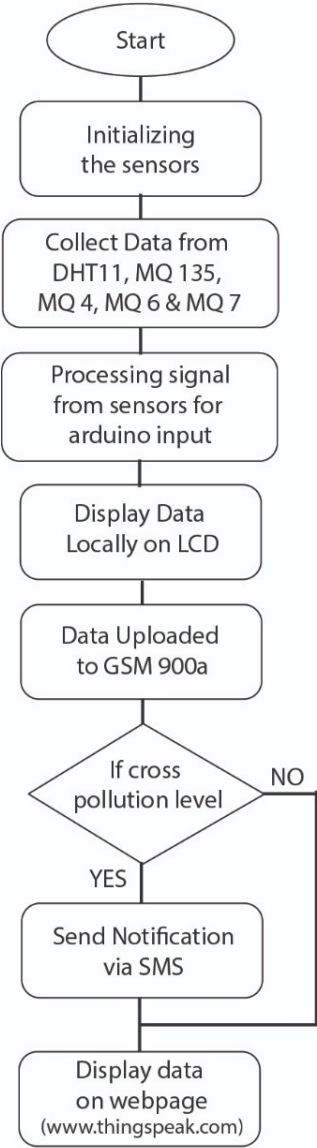 Start
Initializing
the sensors
Collect Data from
DHT11, MQ 135,
MQ 4, MQ 6 & MQ 7
Processing signal
from sensors for
arduino input
Display Data
Locally on LCD
Data Uploaded
to GSM 900a
If cross
pollution level
NO
YES
Send Notification
via SMS
Display data
on webpage
(www.thingspeak.com)